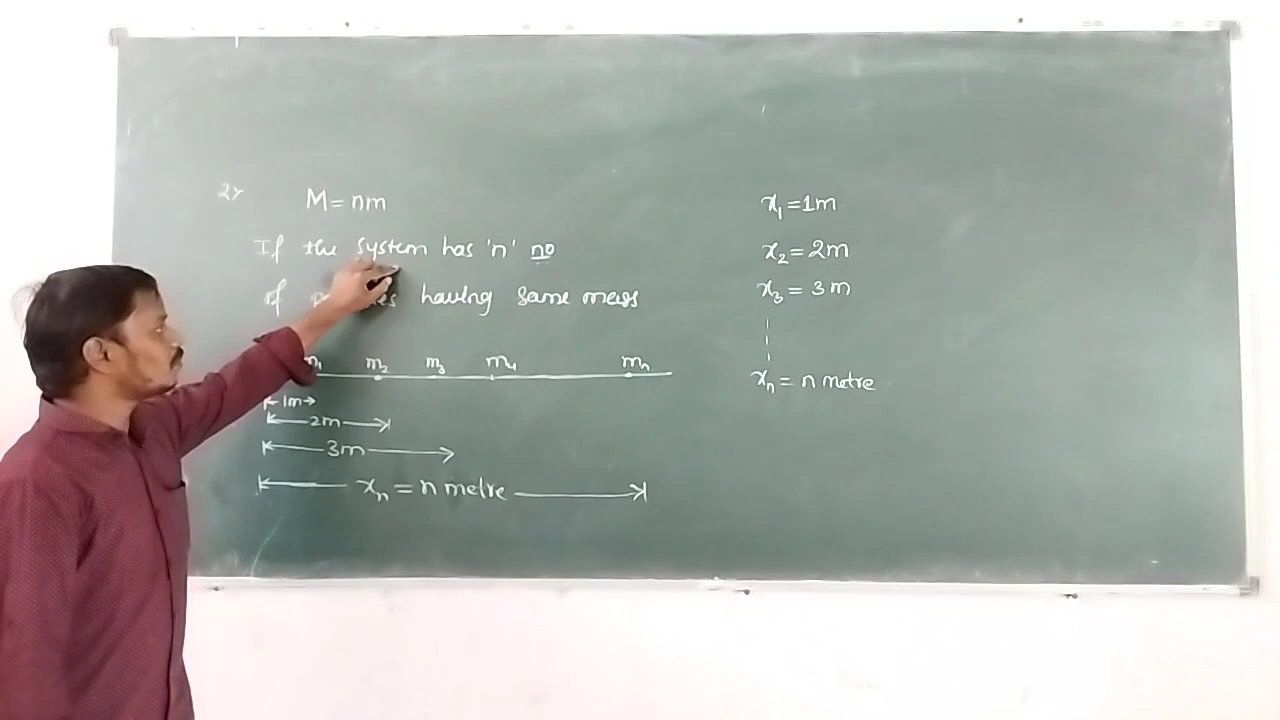 2)
M = nm
If the system has 'n' no
of having same mass
m₁ m₂ m₃ m₄ mₙ
1m
2m
3m
xₙ = n metre
x₁ = 1m
x₂ = 2m
x₃ = 3m
xₙ = n metre